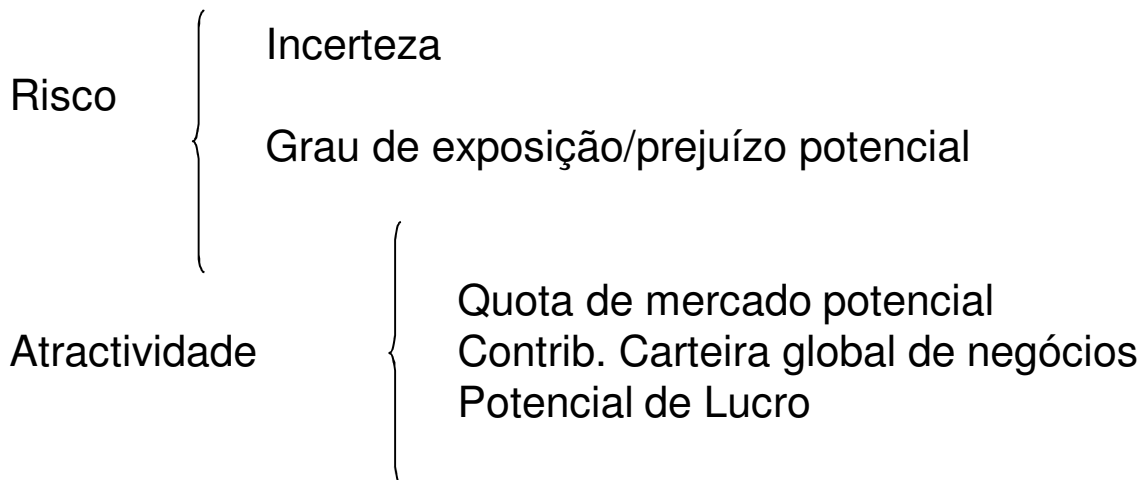 Risco
Incerteza
Grau de exposição/prejuízo potencial
Atractividade
Quota de mercado potencial
Contrib. Carteira global de negócios
Potencial de Lucro